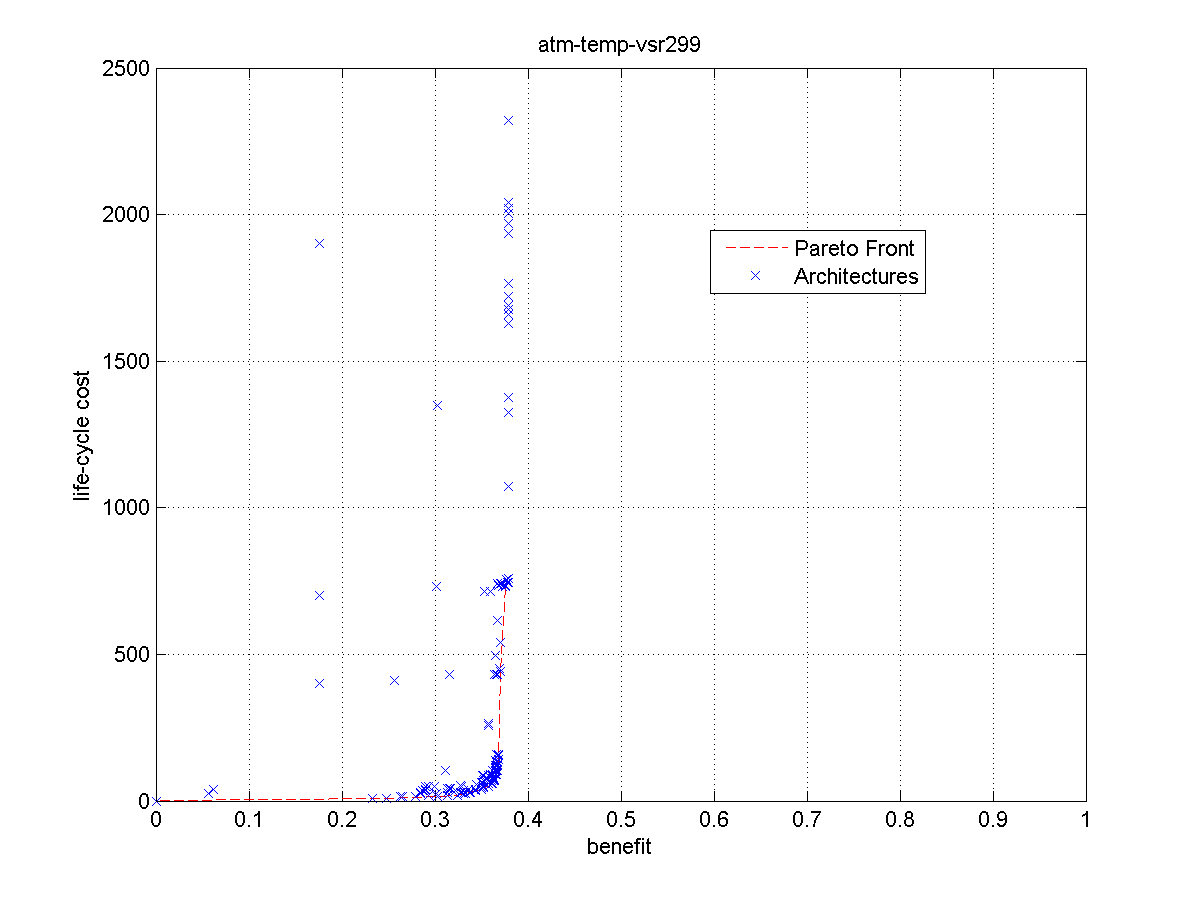 atm-temp-vsr299
2500
2000
1500
1000
500
0
life-cycle cost
Pareto Front
Architectures
0 0.1 0.2 0.3 0.4 0.5 0.6 0.7 0.8 0.9 1
benefit